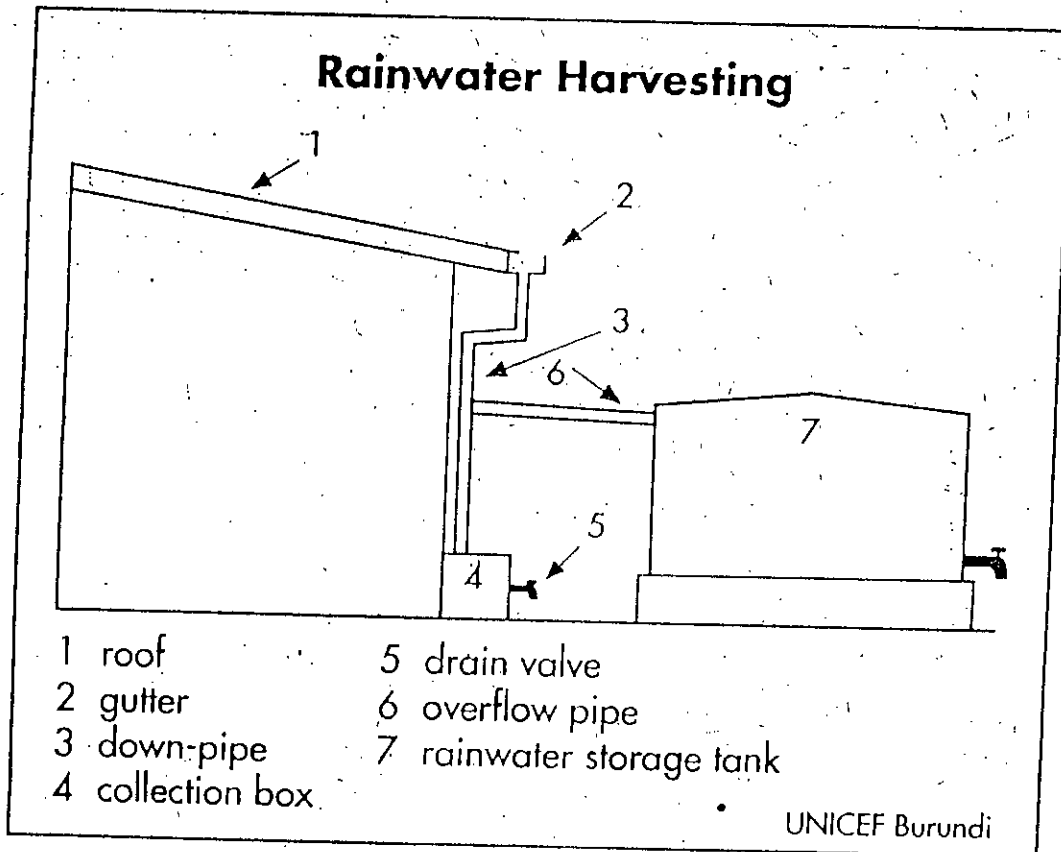 Rainwater Harvesting
1
2
3
6
7
5
4
1 roof
2 gutter
3 down-pipe
4 collection box
5 drain valve
6 overflow pipe
7 rainwater storage tank
UNICEF Burundi